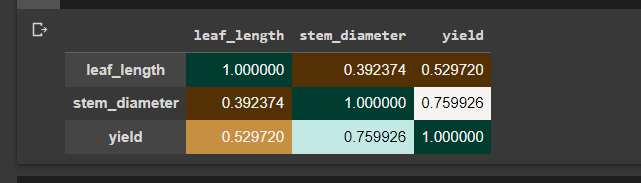 leaf_length stem_diameter yield
leaf_length 1.000000 0.392374 0.529720
stem_diameter 0.392374 1.000000 0.759926
yield 0.529720 0.759926 1.000000